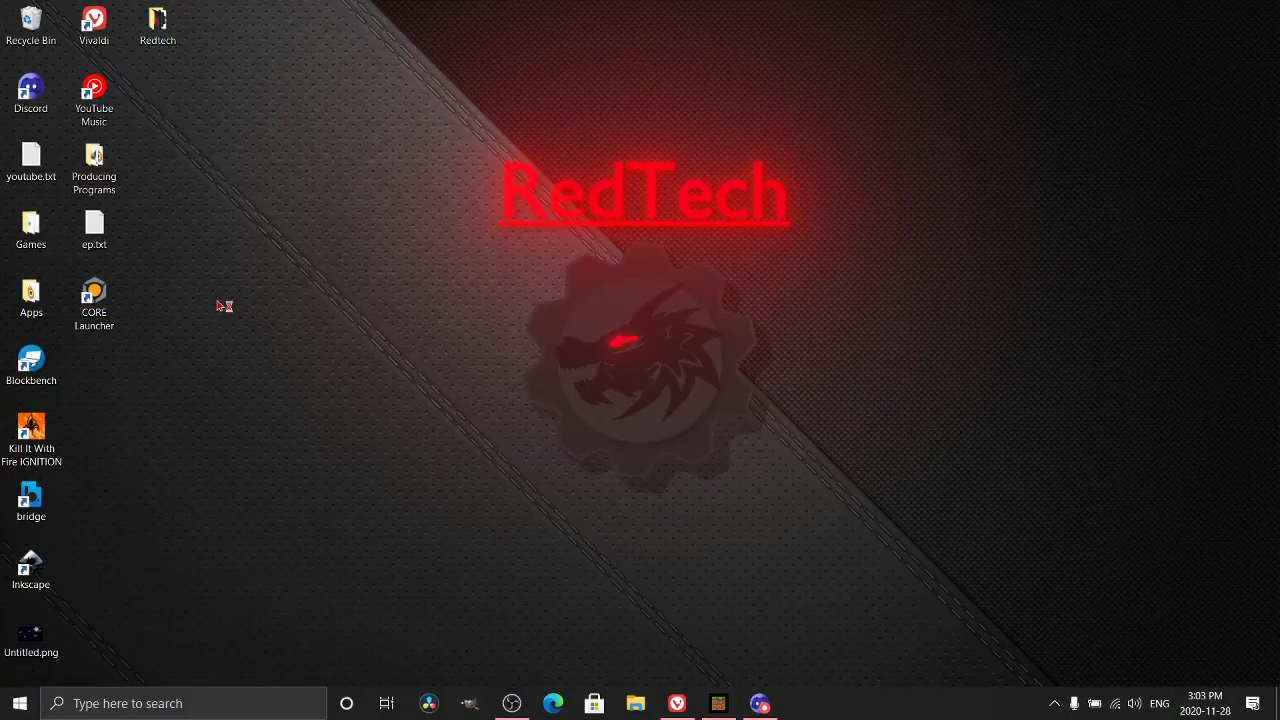 Recycle Bin
Vivaldi
Redtech
Discord
YouTube
Music
youtube.txt
Producing
Programs
Games
ep.txt
Apps
CORE
Launcher
Blockbench
Kill It With
Fire IGNITION
bridge
Inkscape
Untitled.png
RedTech
Type here to search
ENG
3:03 PM
2020-11-28